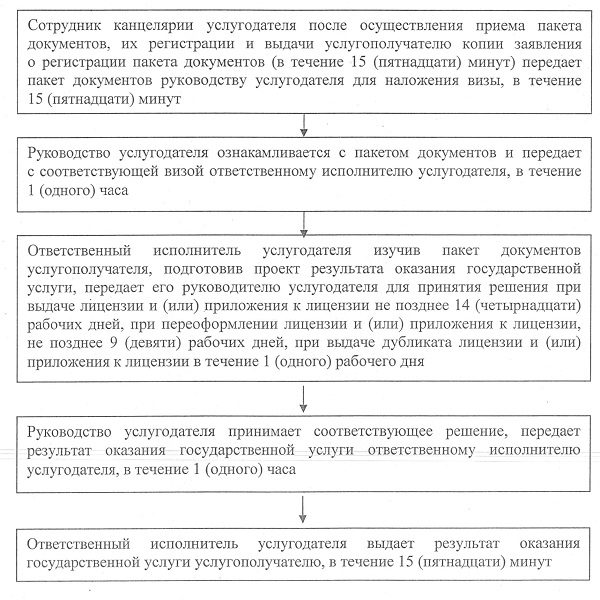 Сотрудник канцелярии услугодателя после осуществления приема пакета
документов, их регистрации и выдачи услугополучателю копии заявления
о регистрации пакета документов (в течение 15 (пятнадцати) минут) передает
пакет документов руководству услугодателя для наложения визы, в течение
15 (пятнадцати) минут
Руководство услугодателя ознакамливается с пакетом документов и передает
с соответствующей визой ответственному исполнителю услугодателя, в течение
1 (одного) часа
Ответственный исполнитель услугодателя изучив пакет документов
услугополучателя, подготовив проект результата оказания государственной
услуги, передает его руководителю услугодателя для принятия решения при
выдаче лицензии и (или) приложения к лицензии не позднее 14 (четырнадцати)
рабочих дней, при переоформлении лицензии и (или) приложения к лицензии,
не позднее 9 (девяти) рабочих дней, при выдаче дубликата лицензии и (или)
приложения к лицензии в течение 1 (одного) рабочего дня
Руководство услугодателя принимает соответствующее решение, передает
результат оказания государственной услуги ответственному исполнителю
услугодателя, в течение 1 (одного) часа
Ответственный исполнитель услугодателя выдает результат оказания
государственной услуги услугополучателю, в течение 15 (пятнадцати) минут